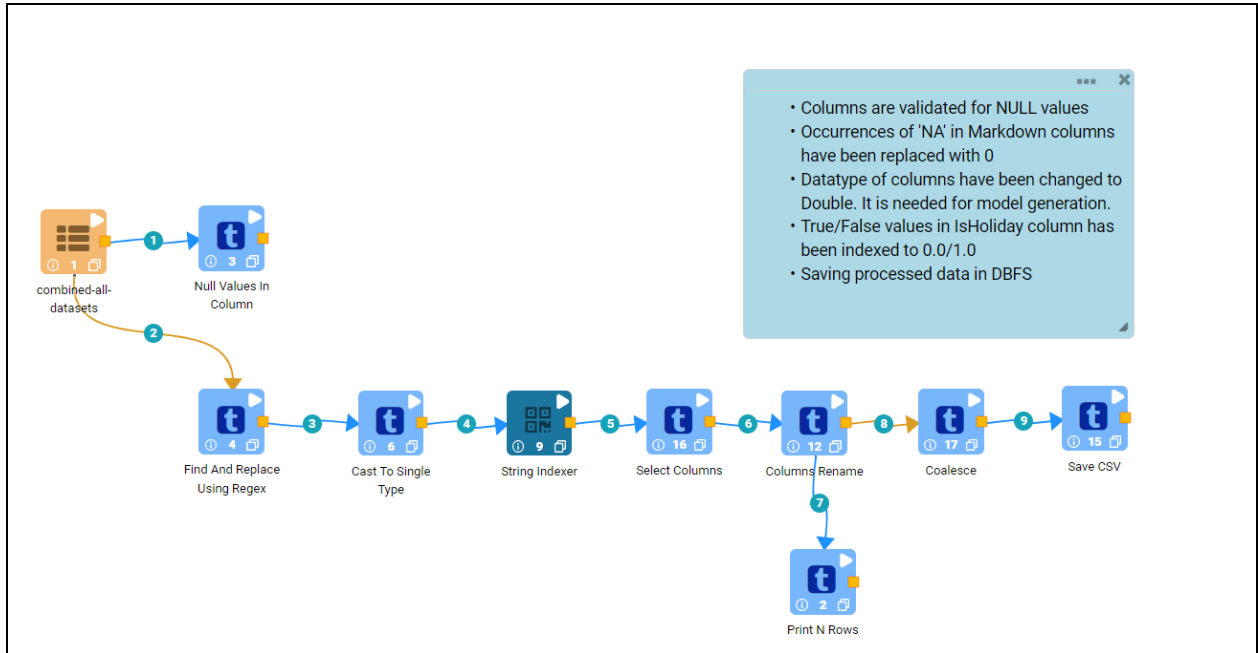 • Columns are validated for NULL values
• Occurrences of 'NA' in Markdown columns
have been replaced with 0
• Datatype of columns have been changed to
Double. It is needed for model generation.
• True/False values in IsHoliday column has
been indexed to 0.0/1.0
• Saving processed data in DBFS
1
1
combined-all-
datasets
t
3
Null Values In
Column
2
t
4
Find And Replace
Using Regex
3
t
6
Cast To Single
Type
4
9
String Indexer
5
t
16
Select Columns
6
t
12
Columns Rename
8
t
17
Coalesce
9
t
15
Save CSV
7
t
2
Print N Rows